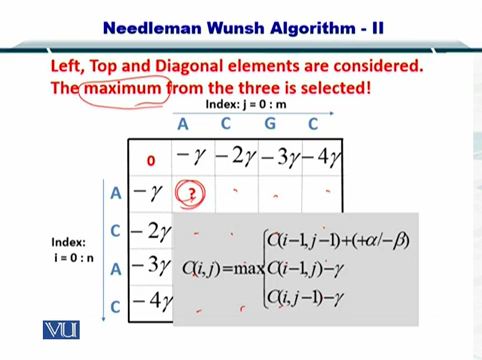 Needleman Wunsh Algorithm - II
Left, Top and Diagonal elements are considered.
The maximum from the three is selected!
Index: j = 0 : m
A C G C
0 −γ −2γ −3γ −4γ
A −γ ?
C −2γ
A −3γ
C −4γ
Index:
i = 0 : n
C(i−1, j−1)+(+α/−β)
C(i, j)=max C(i−1, j)−γ
C(i, j−1)−γ
VU